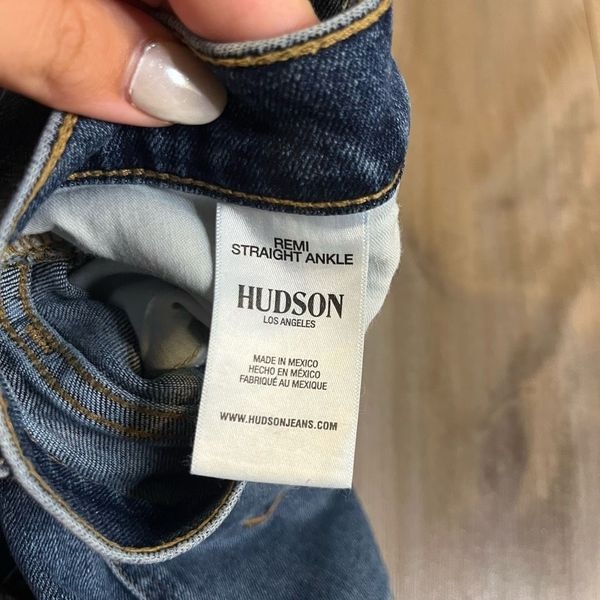 REMI
STRAIGHT ANKLE
HUDSON
LOS ANGELES
MADE IN MEXICO
HECHO EN MÉXICO
FABRIQUÉ AU MEXIQUE
WWW.HUDSONJEANS.COM